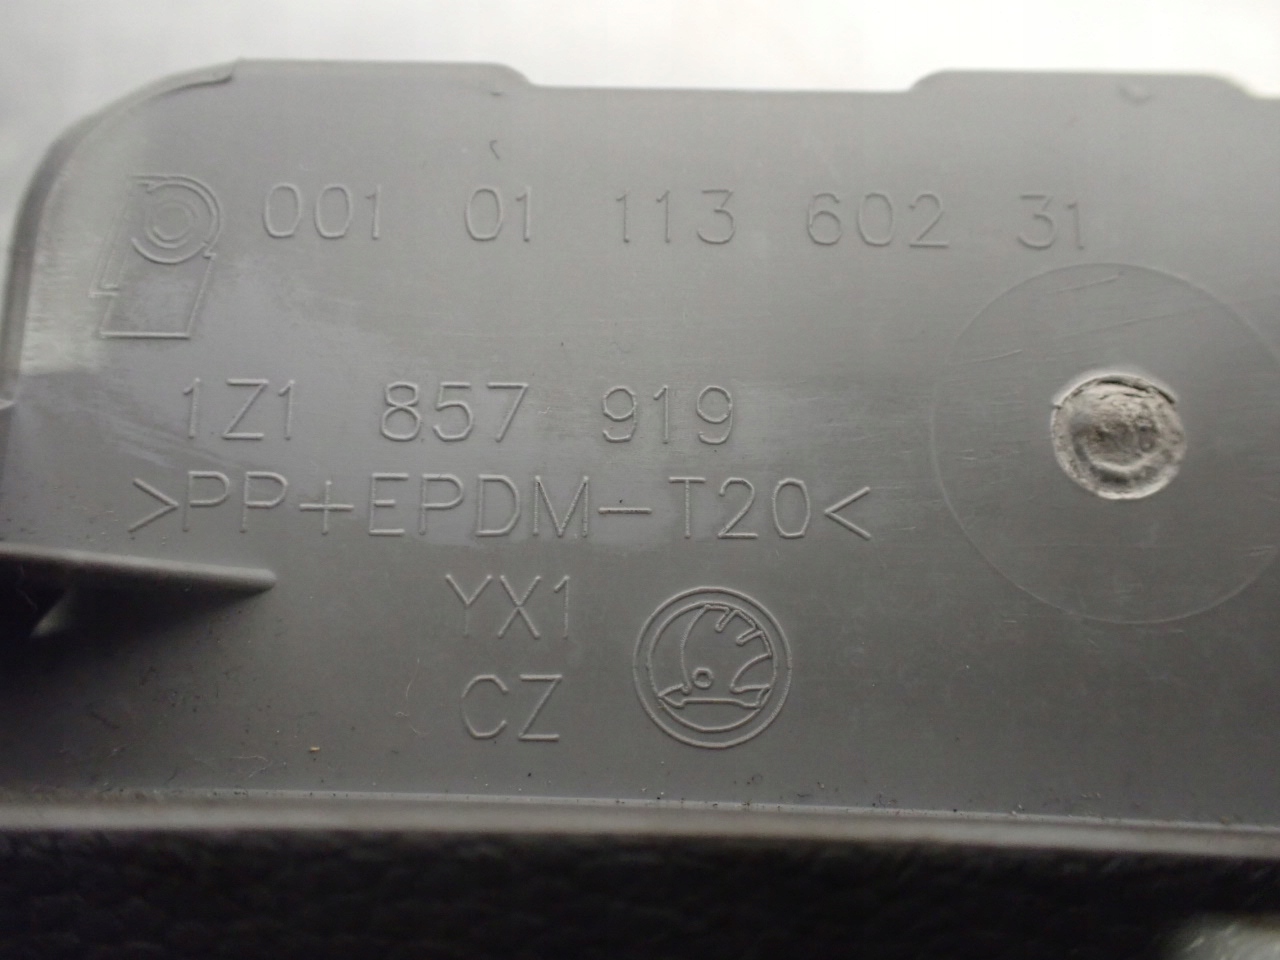 001 01 113 602 31
1Z1 857 919
>PP+EPDM-T20<
YX1
CZ